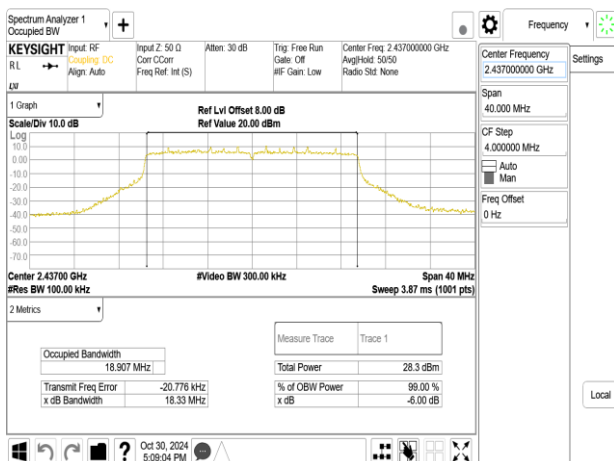 Spectrum Analyzer 1
Occupied BW
Frequency
KEYSIGHT
RL
Input: RF
Coupling: DC
Align: Auto
Input Z: 50 Ω
Corr CCorr
Freq Ref: Int (S)
Atten: 30 dB
Trig: Free Run
Gate: Off
#IF Gain: Low
Center Freq: 2.437000000 GHz
Avg|Hold: 50/50
Radio Std: None
LXI
Center Frequency
2.437000000 GHz
Settings
Span
40.000 MHz
CF Step
4.000000 MHz
Auto
Man
Freq Offset
0 Hz
Local
1 Graph
Scale/Div 10.0 dB
Ref Lvl Offset 8.00 dB
Ref Value 20.00 dBm
Log
10.0
0.00
-10.0
-20.0
-30.0
-40.0
-50.0
-60.0
-70.0
Center 2.43700 GHz
#Video BW 300.00 kHz
Span 40 MHz
#Res BW 100.00 kHz
Sweep 3.87 ms (1001 pts)
2 Metrics
Measure Trace Trace 1
Occupied Bandwidth
18.907 MHz
Total Power 28.3 dBm
Transmit Freq Error -20.776 kHz
% of OBW Power 99.00 %
x dB Bandwidth 18.33 MHz
x dB -6.00 dB
?
Oct 30, 2024
5:09:04 PM